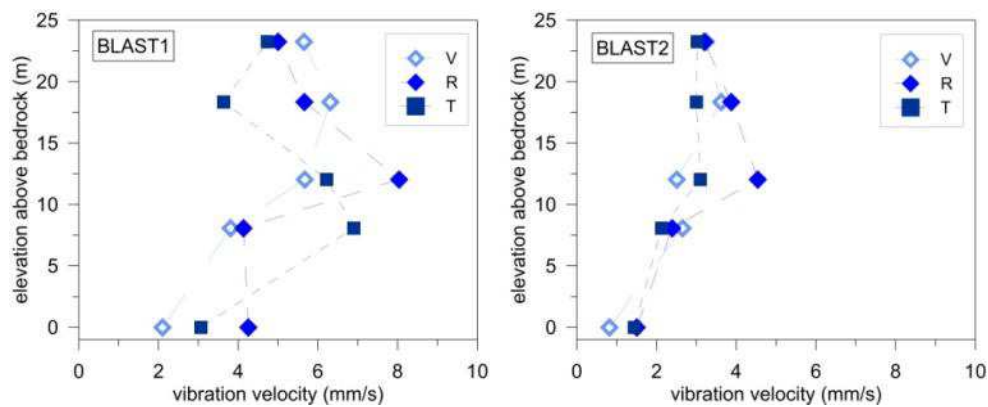 25
20
15
10
5
0
elevation above bedrock (m)
BLAST1
V
R
T
0 2 4 6 8 10
vibration velocity (mm/s)
25
20
15
10
5
0
elevation above bedrock (m)
BLAST2
V
R
T
0 2 4 6 8 10
vibration velocity (mm/s)